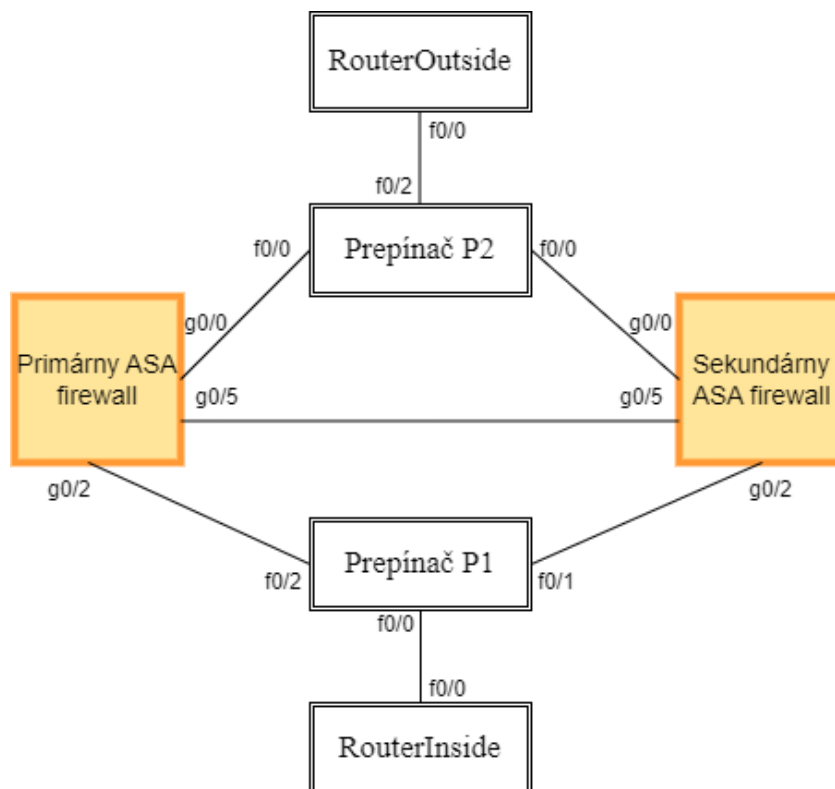 RouterOutside
f0/0
f0/2
f0/0
Prepínač P2
f0/0
g0/0
g0/0
Primárny ASA
firewall
Sekundárny
ASA firewall
g0/5
g0/5
g0/2
g0/2
f0/2
Prepínač P1
f0/1
f0/0
f0/0
RouterInside